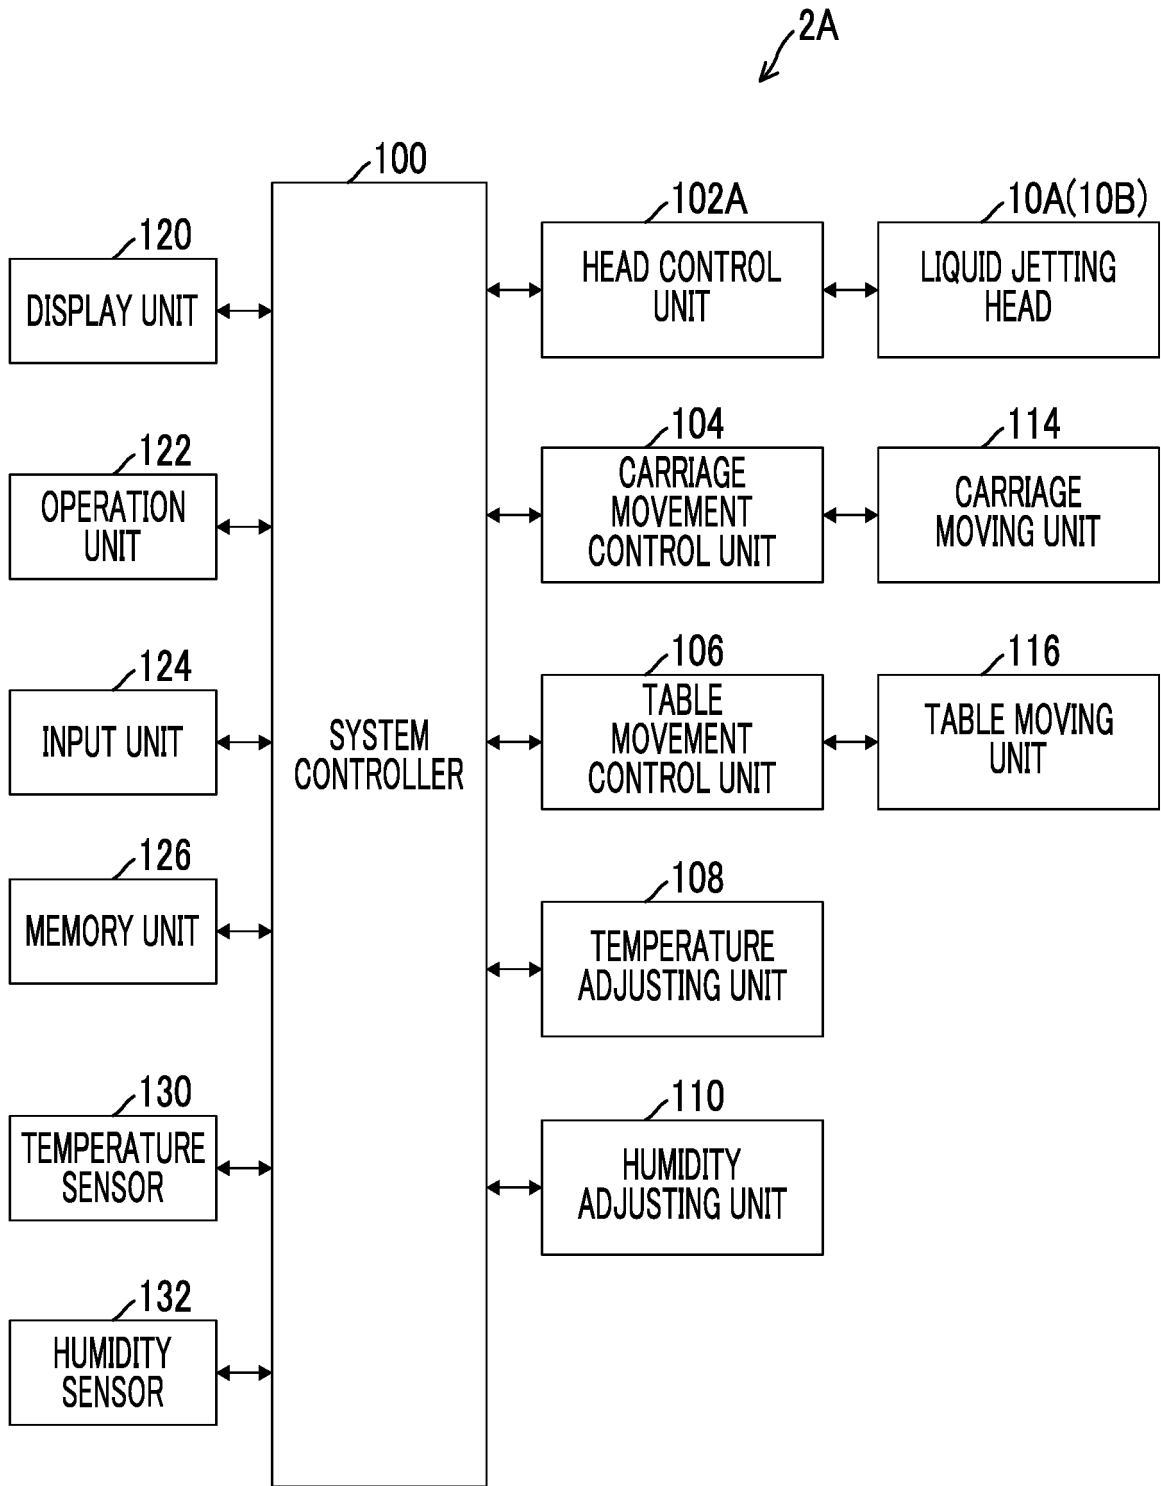 2A
100
102A
10A(10B)
120
HEAD CONTROL
UNIT
LIQUID JETTING
HEAD
DISPLAY UNIT
122
104
114
OPERATION
UNIT
CARRIAGE
MOVEMENT
CONTROL UNIT
CARRIAGE
MOVING UNIT
124
106
116
INPUT UNIT
SYSTEM
CONTROLLER
TABLE
MOVEMENT
CONTROL UNIT
TABLE MOVING
UNIT
126
108
MEMORY UNIT
TEMPERATURE
ADJUSTING UNIT
130
110
TEMPERATURE
SENSOR
HUMIDITY
ADJUSTING UNIT
132
HUMIDITY
SENSOR